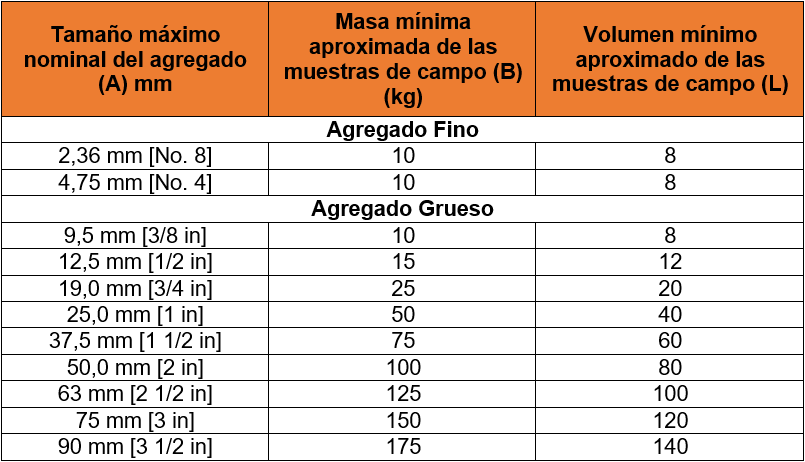 Tamaño máximo
nominal del agregado
(A) mm
Masa mínima
aproximada de las
muestras de campo (B)
(kg)
Volumen mínimo
aproximado de las
muestras de campo (L)
Agregado Fino
2,36 mm [No. 8] 10 8
4,75 mm [No. 4] 10 8
Agregado Grueso
9,5 mm [3/8 in] 10 8
12,5 mm [1/2 in] 15 12
19,0 mm [3/4 in] 25 20
25,0 mm [1 in] 50 40
37,5 mm [1 1/2 in] 75 60
50,0 mm [2 in] 100 80
63 mm [2 1/2 in] 125 100
75 mm [3 in] 150 120
90 mm [3 1/2 in] 175 140